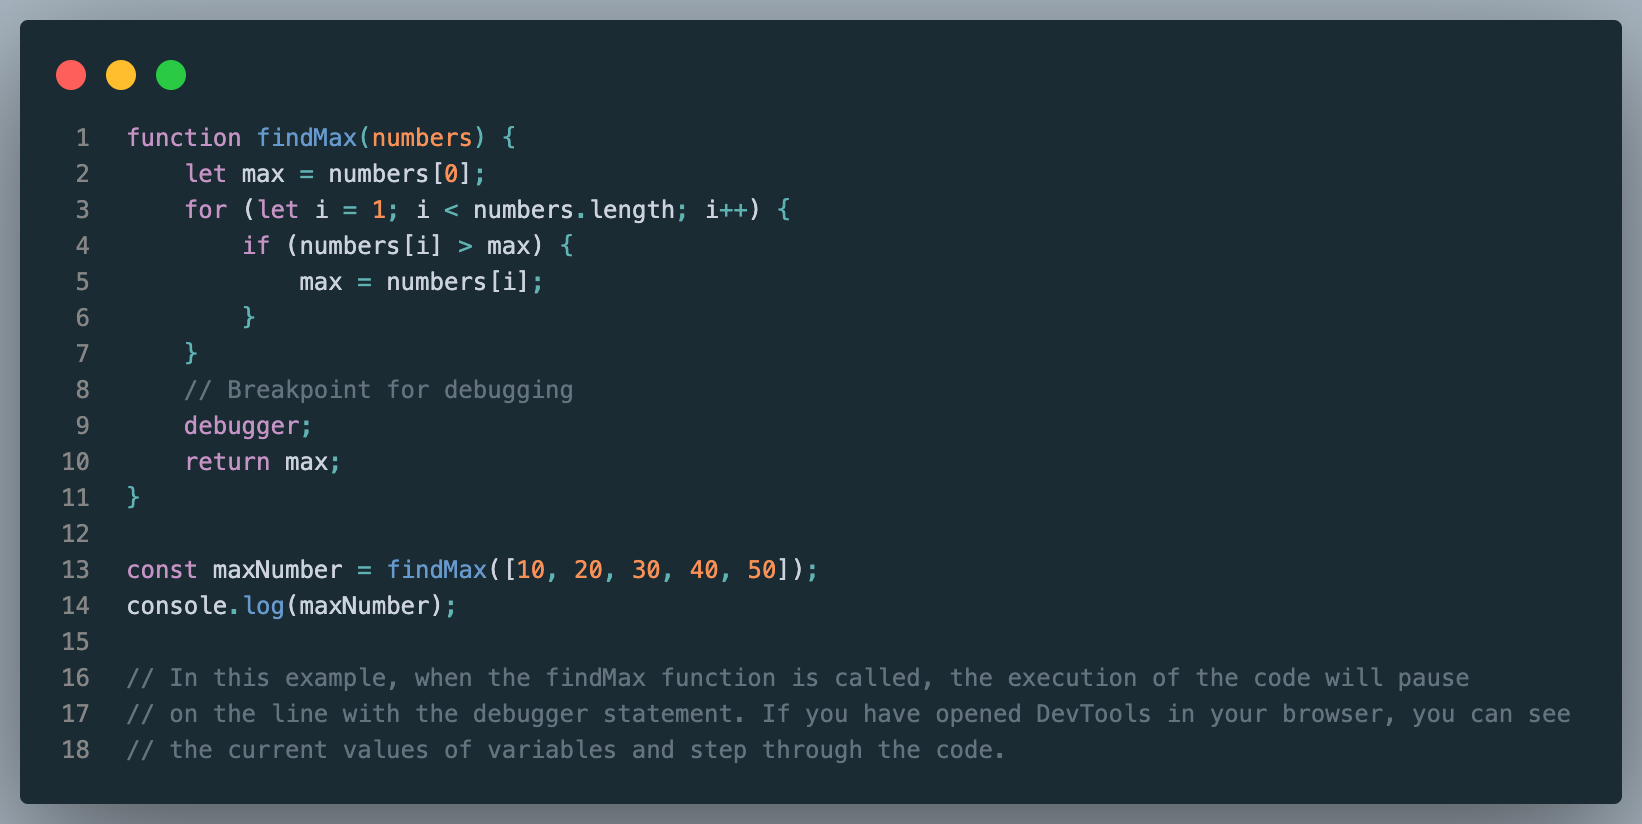 1 function findMax(numbers) {
2     let max = numbers[0];
3     for (let i = 1; i < numbers.length; i++) {
4         if (numbers[i] > max) {
5             max = numbers[i];
6         }
7     }
8     // Breakpoint for debugging
9     debugger;
10     return max;
11 }
12
13 const maxNumber = findMax([10, 20, 30, 40, 50]);
14 console.log(maxNumber);
15
16 // In this example, when the findMax function is called, the execution of the code will pause
17 // on the line with the debugger statement. If you have opened DevTools in your browser, you can see
18 // the current values of variables and step through the code.